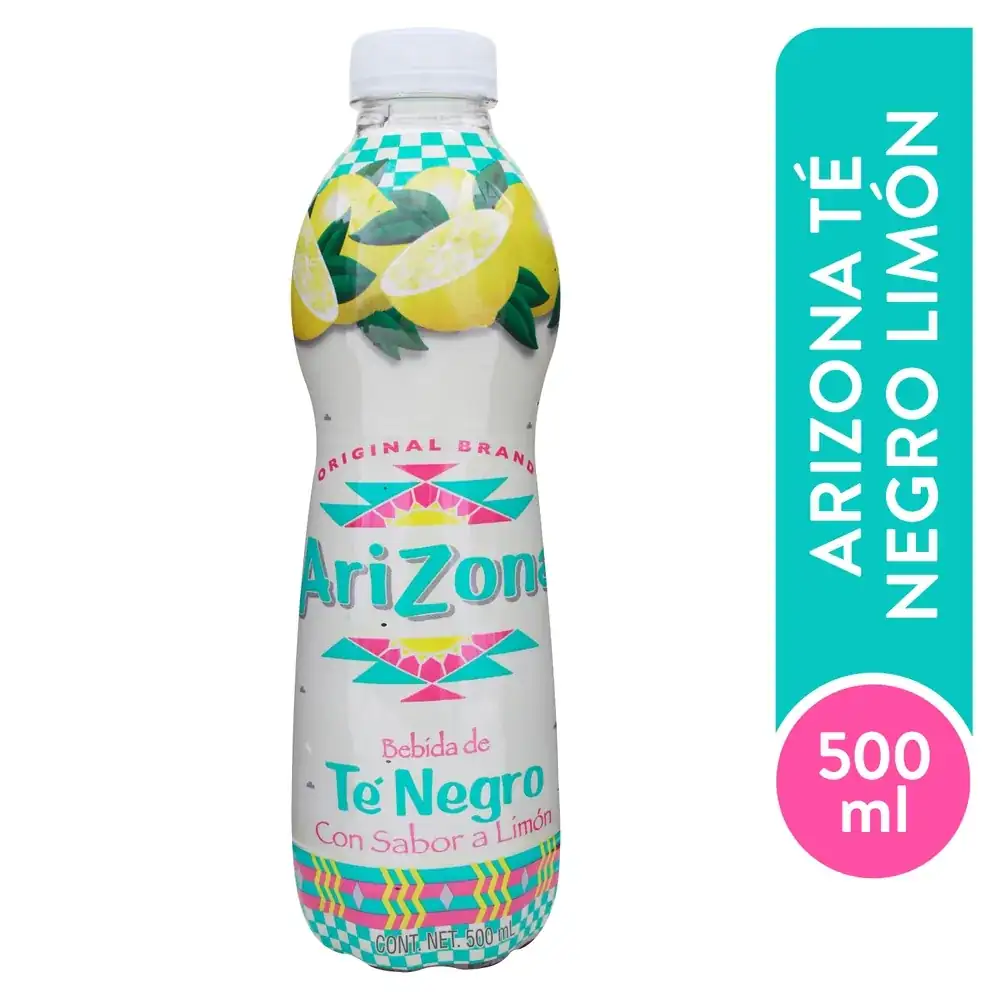 ORIGINAL BRAND
AriZona
Bebida de
Té Negro
Con Sabor a Limón
CONT. NET. 500 mL
ARIZONA TÉ
NEGRO LIMÓN
500
ml